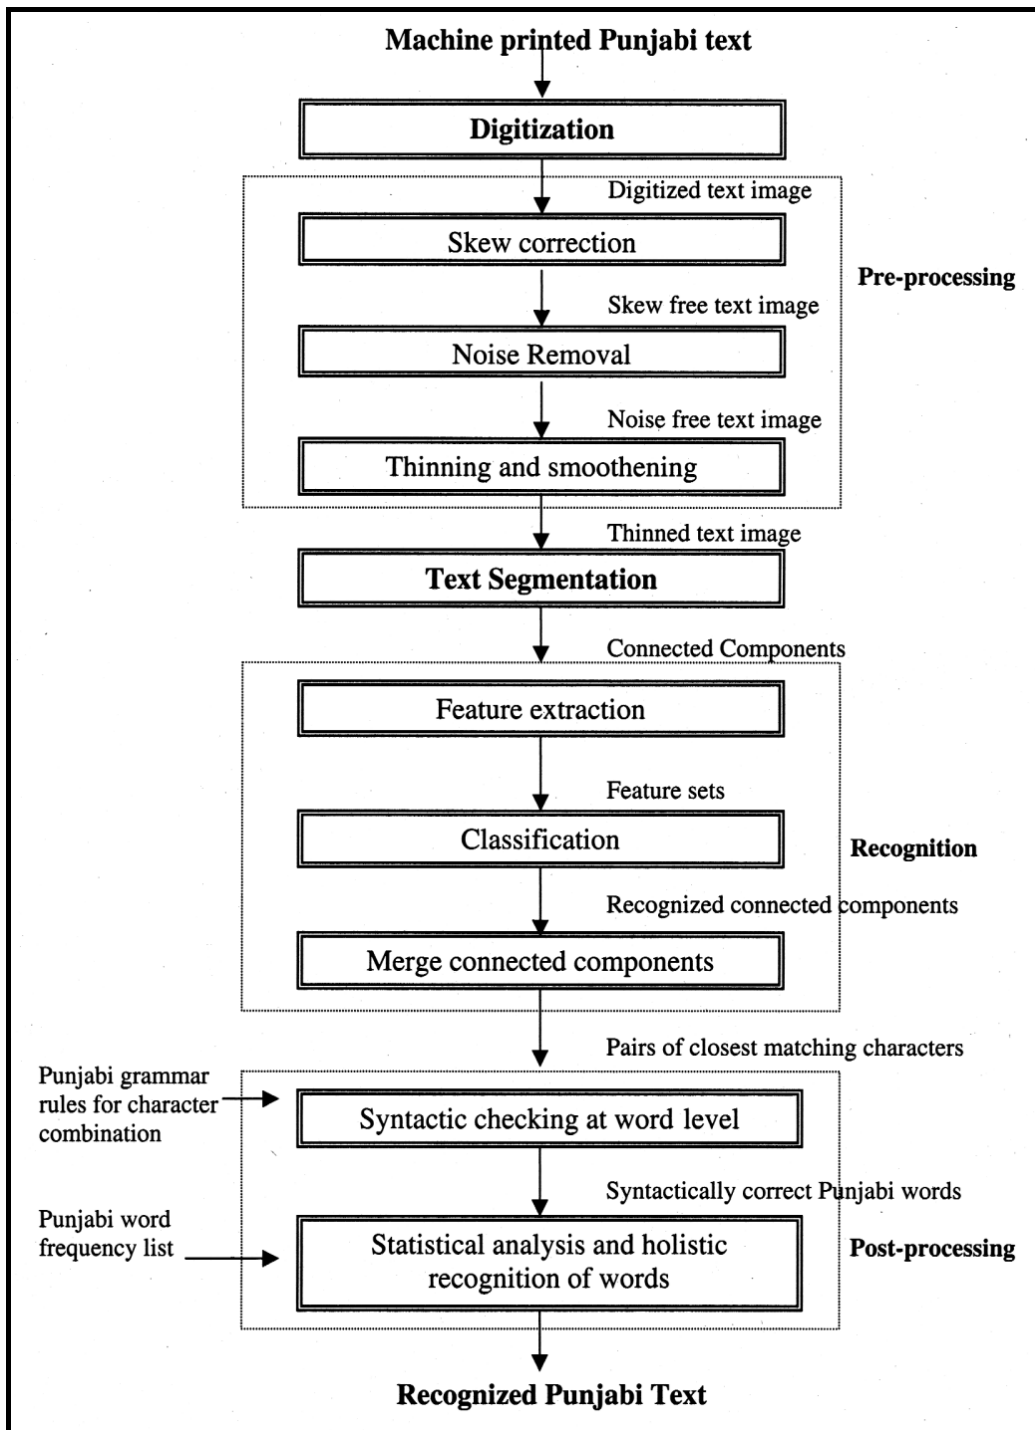 Machine printed Punjabi text
Digitization
Digitized text image
Skew correction
Pre-processing
Skew free text image
Noise Removal
Noise free text image
Thinning and smoothening
Thinned text image
Text Segmentation
Connected Components
Feature extraction
Feature sets
Classification
Recognition
Recognized connected components
Merge connected components
Pairs of closest matching characters
Punjabi grammar
rules for character
combination
Syntactic checking at word level
Syntactically correct Punjabi words
Punjabi word
frequency list
Statistical analysis and holistic
recognition of words
Post-processing
Recognized Punjabi Text